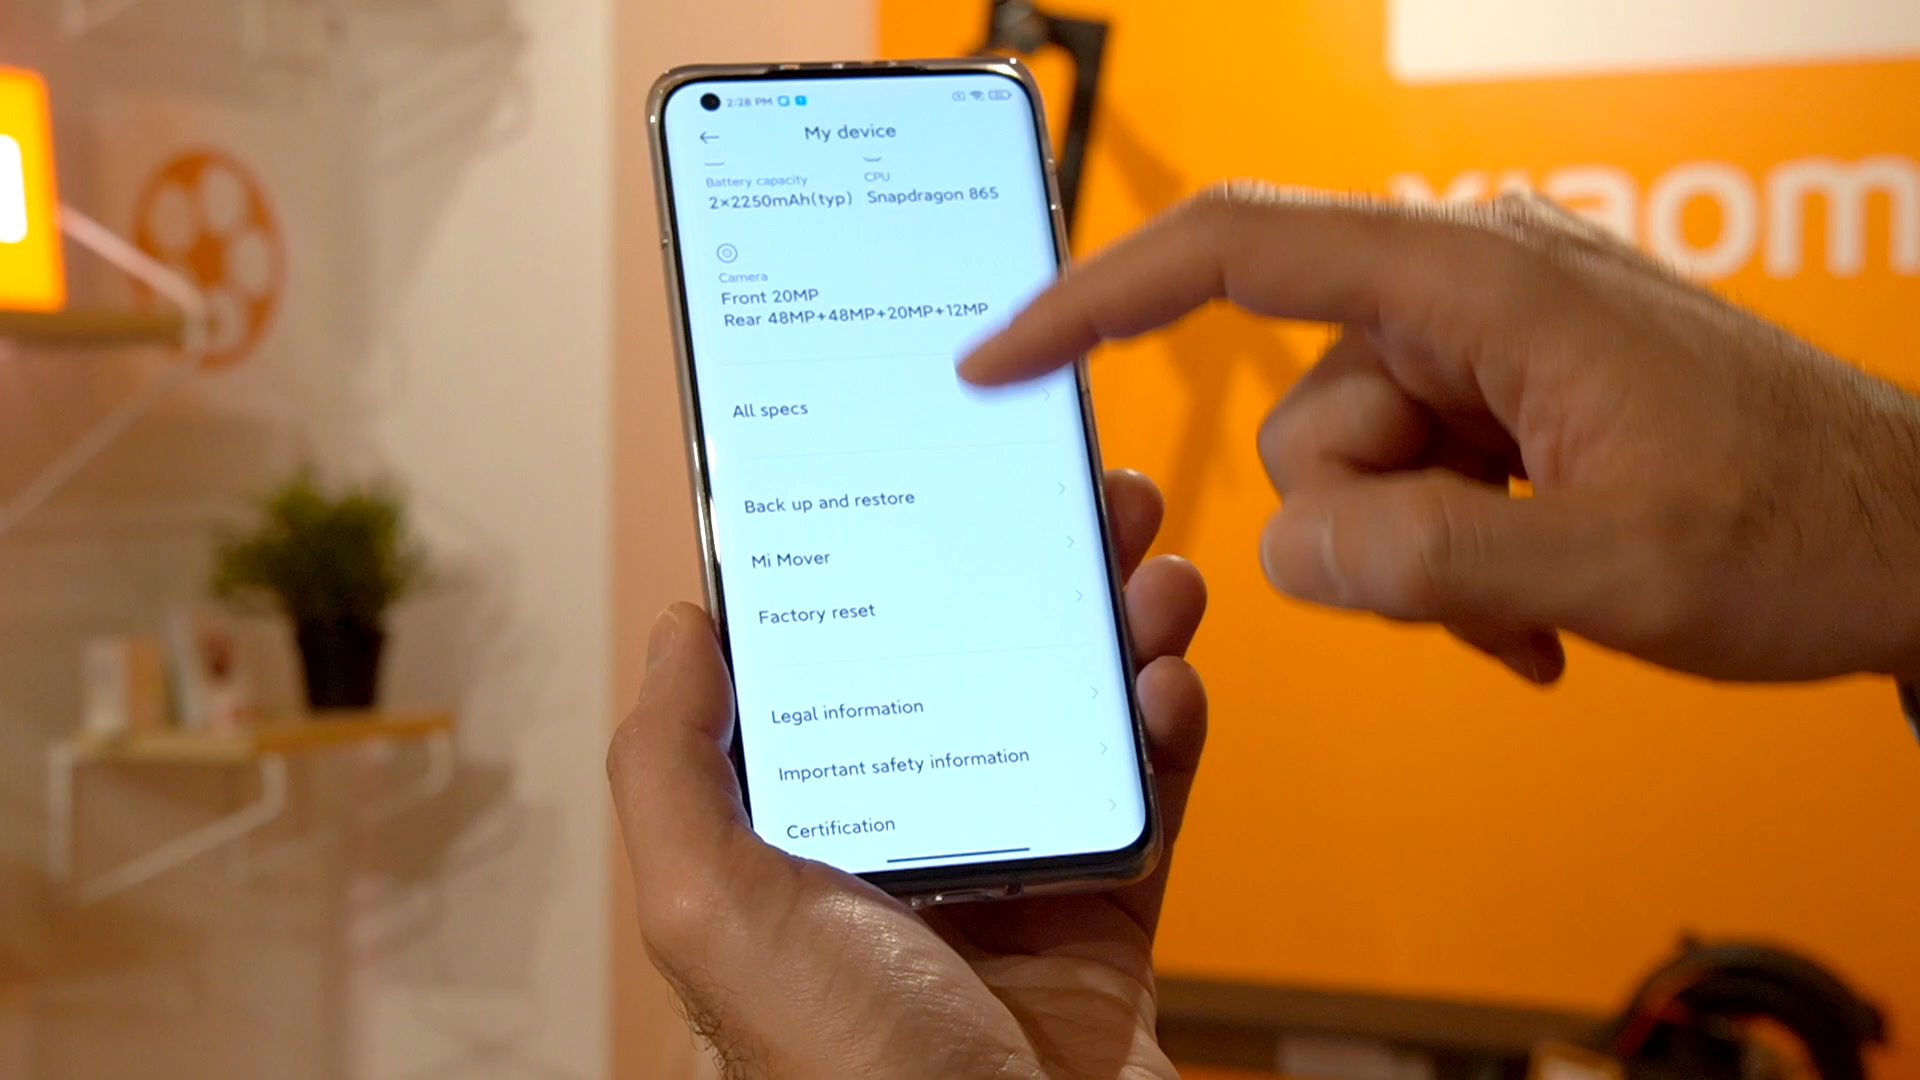 2:28 PM
My device
Battery capacity
2×2250mAh(typ)
CPU
Snapdragon 865
Camera
Front 20MP
Rear 48MP+48MP+20MP+12MP
All specs
Back up and restore
Mi Mover
Factory reset
Legal information
Important safety information
Certification
xiaom